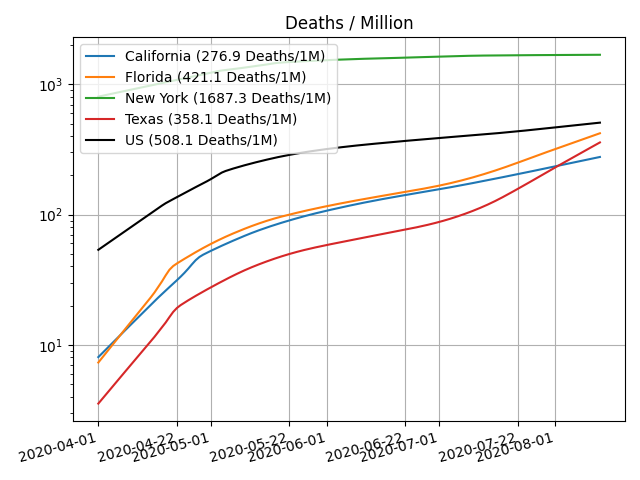 Deaths / Million
California (276.9 Deaths/1M)
Florida (421.1 Deaths/1M)
New York (1687.3 Deaths/1M)
Texas (358.1 Deaths/1M)
US (508.1 Deaths/1M)
10³
10²
10¹
2020-04-01
2020-04-22
2020-05-01
2020-05-22
2020-06-01
2020-06-22
2020-07-01
2020-07-22
2020-08-01